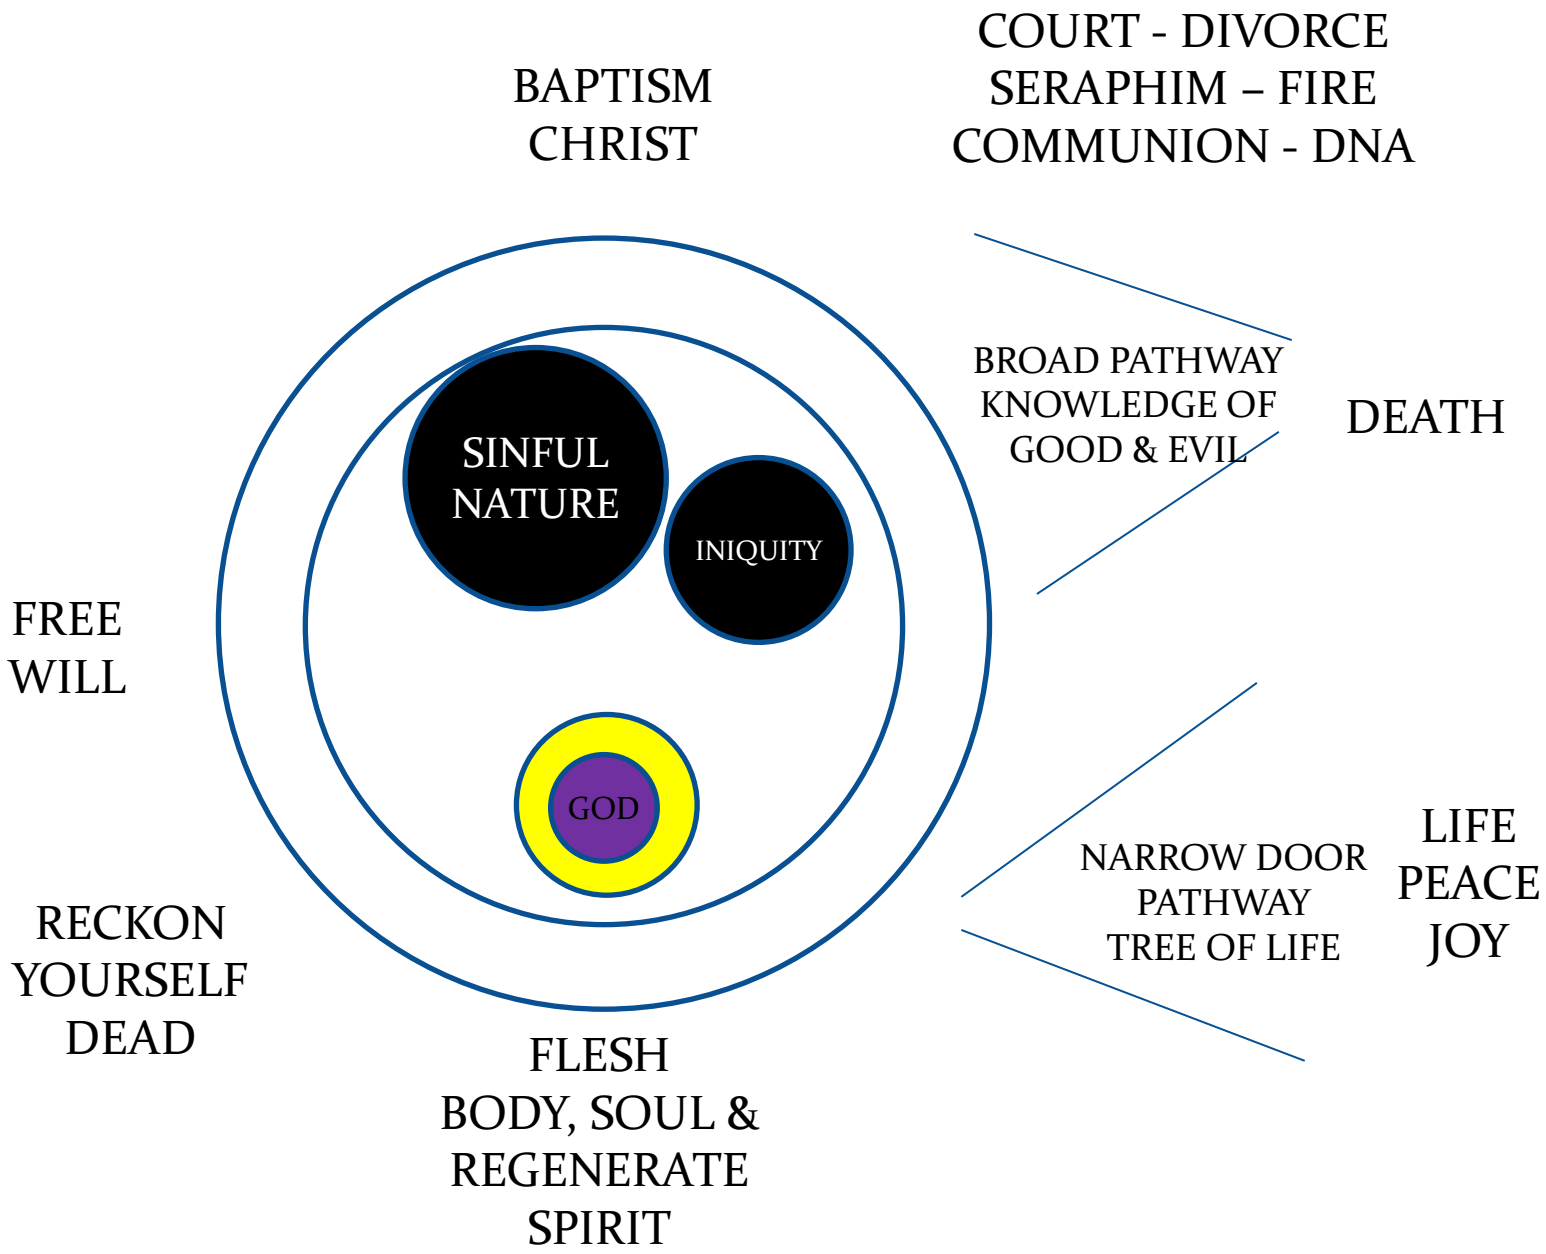 COURT - DIVORCE
SERAPHIM – FIRE
COMMUNION - DNA
BAPTISM
CHRIST
BROAD PATHWAY
KNOWLEDGE OF
GOOD & EVIL
DEATH
SINFUL
NATURE
INIQUITY
FREE
WILL
GOD
NARROW DOOR
PATHWAY
TREE OF LIFE
LIFE
PEACE
JOY
RECKON
YOURSELF
DEAD
FLESH
BODY, SOUL &
REGENERATE
SPIRIT